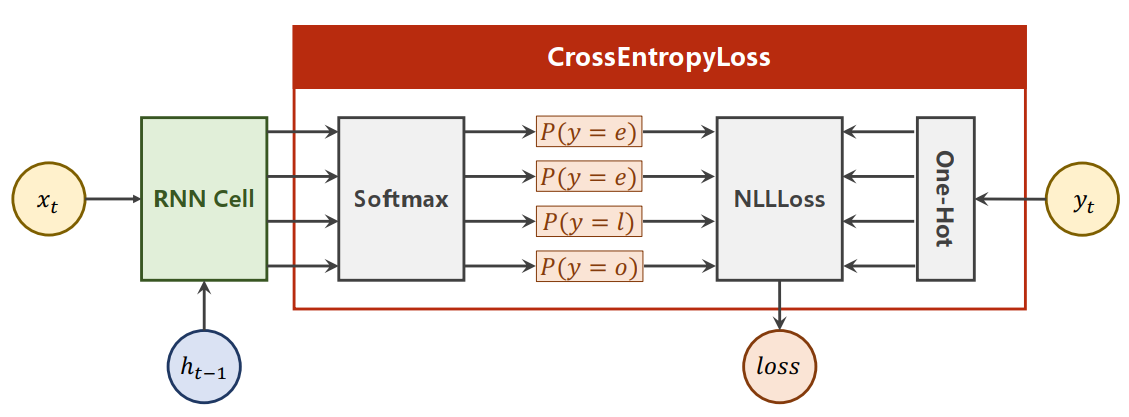 CrossEntropyLoss
x_t
RNN Cell
h_{t-1}
Softmax
P(y = e)
P(y = e)
P(y = l)
P(y = o)
NLLLoss
One-Hot
y_t
loss